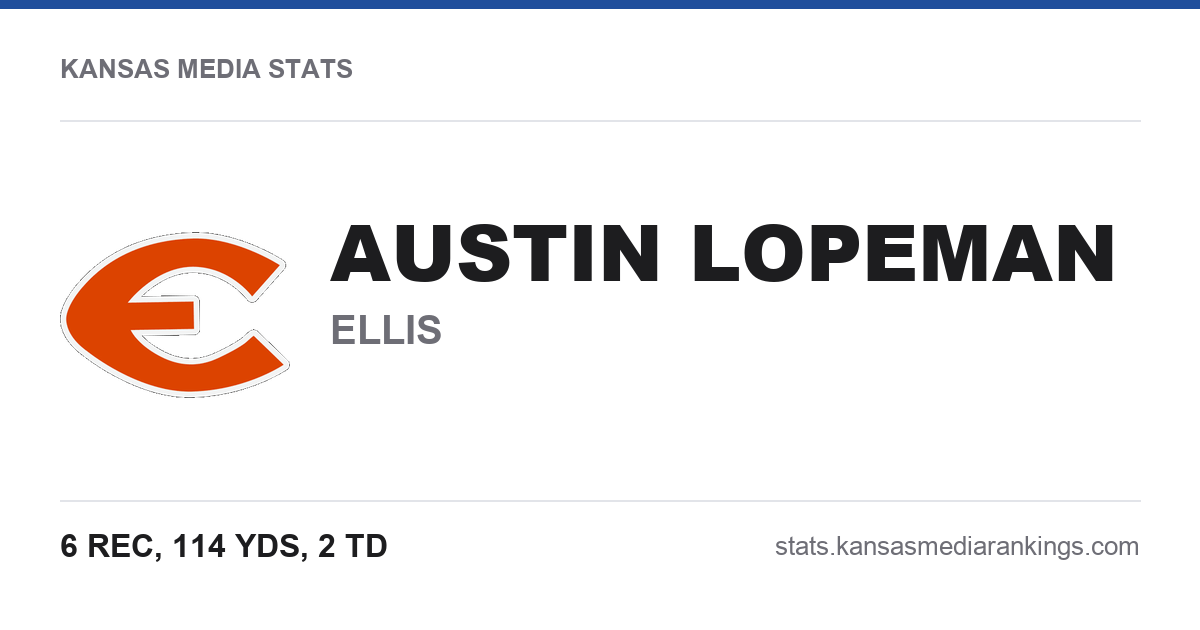 KANSAS MEDIA STATS
E
AUSTIN LOPEMAN
ELLIS
6 REC, 114 YDS, 2 TD
stats.kansasmediarankings.com